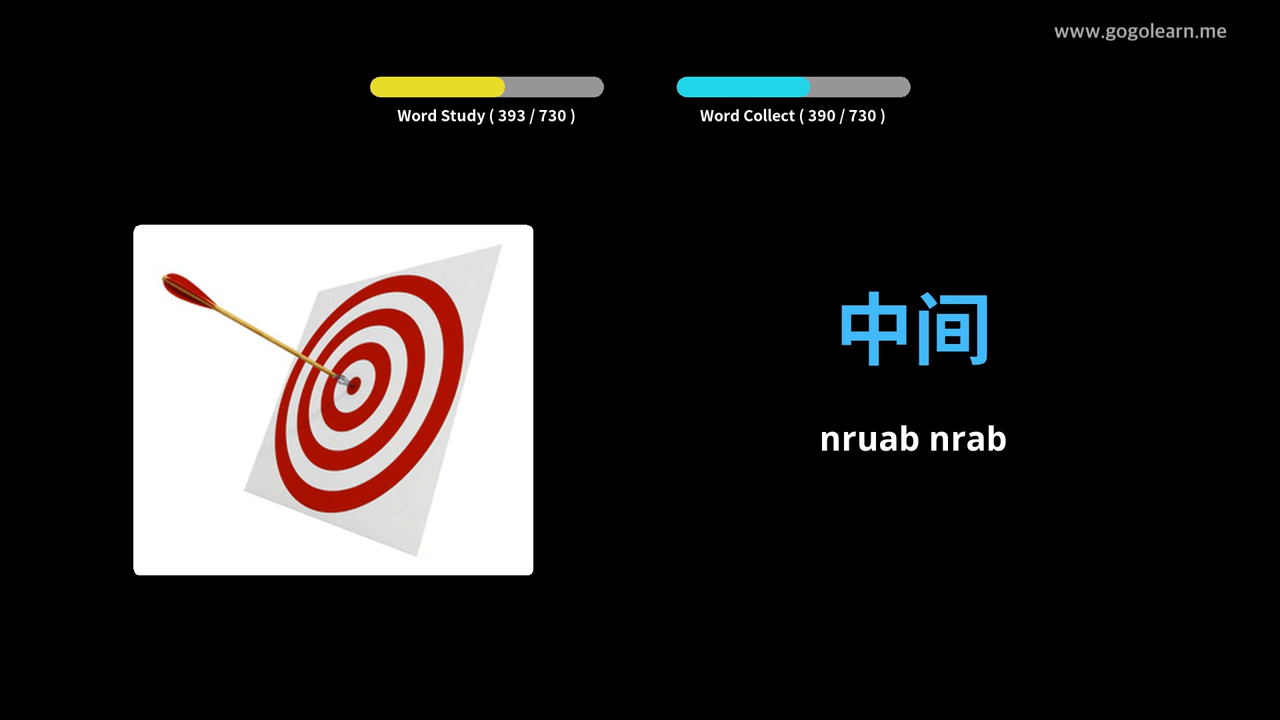 www.gogolearn.me
Word Study ( 393 / 730 )
Word Collect ( 390 / 730 )
中间
nruab nrab